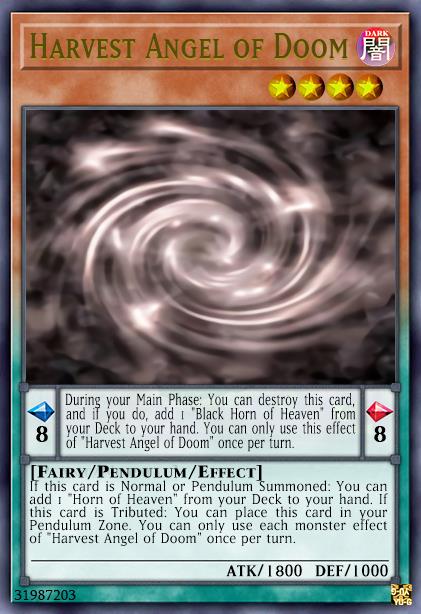 HARVEST ANGEL OF DOOM
DARK
闇
During your Main Phase: You can destroy this card,
and if you do, add 1 "Black Horn of Heaven" from
your Deck to your hand. You can only use this effect
of "Harvest Angel of Doom" once per turn.
8
8
[FAIRY/PENDULUM/EFFECT]
If this card is Normal or Pendulum Summoned: You can
add 1 "Horn of Heaven" from your Deck to your hand. If
this card is Tributed: You can place this card in your
Pendulum Zone. You can only use each monster effect
of "Harvest Angel of Doom" once per turn.
ATK/1800 DEF/1000
31987203